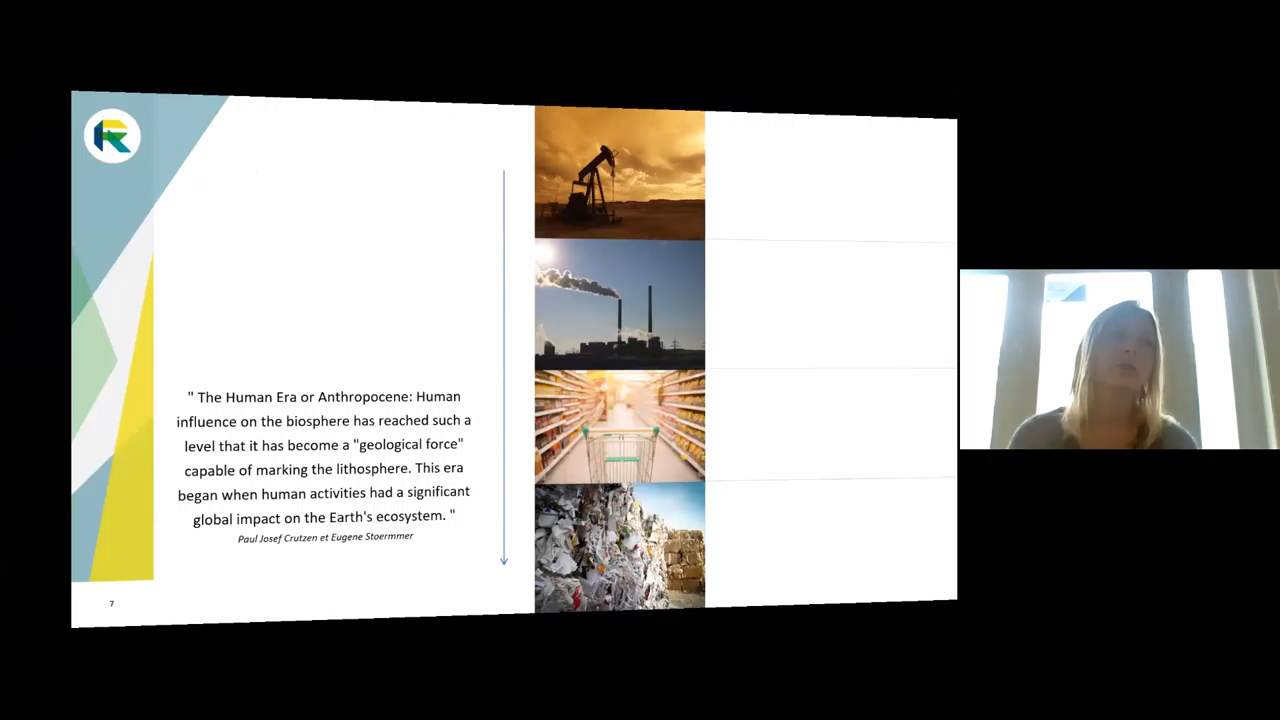 " The Human Era or Anthropocene: Human
influence on the biosphere has reached such a
level that it has become a "geological force"
capable of marking the lithosphere. This era
began when human activities had a significant
global impact on the Earth's ecosystem. "
Paul Josef Crutzen et Eugene Stoermmer
7